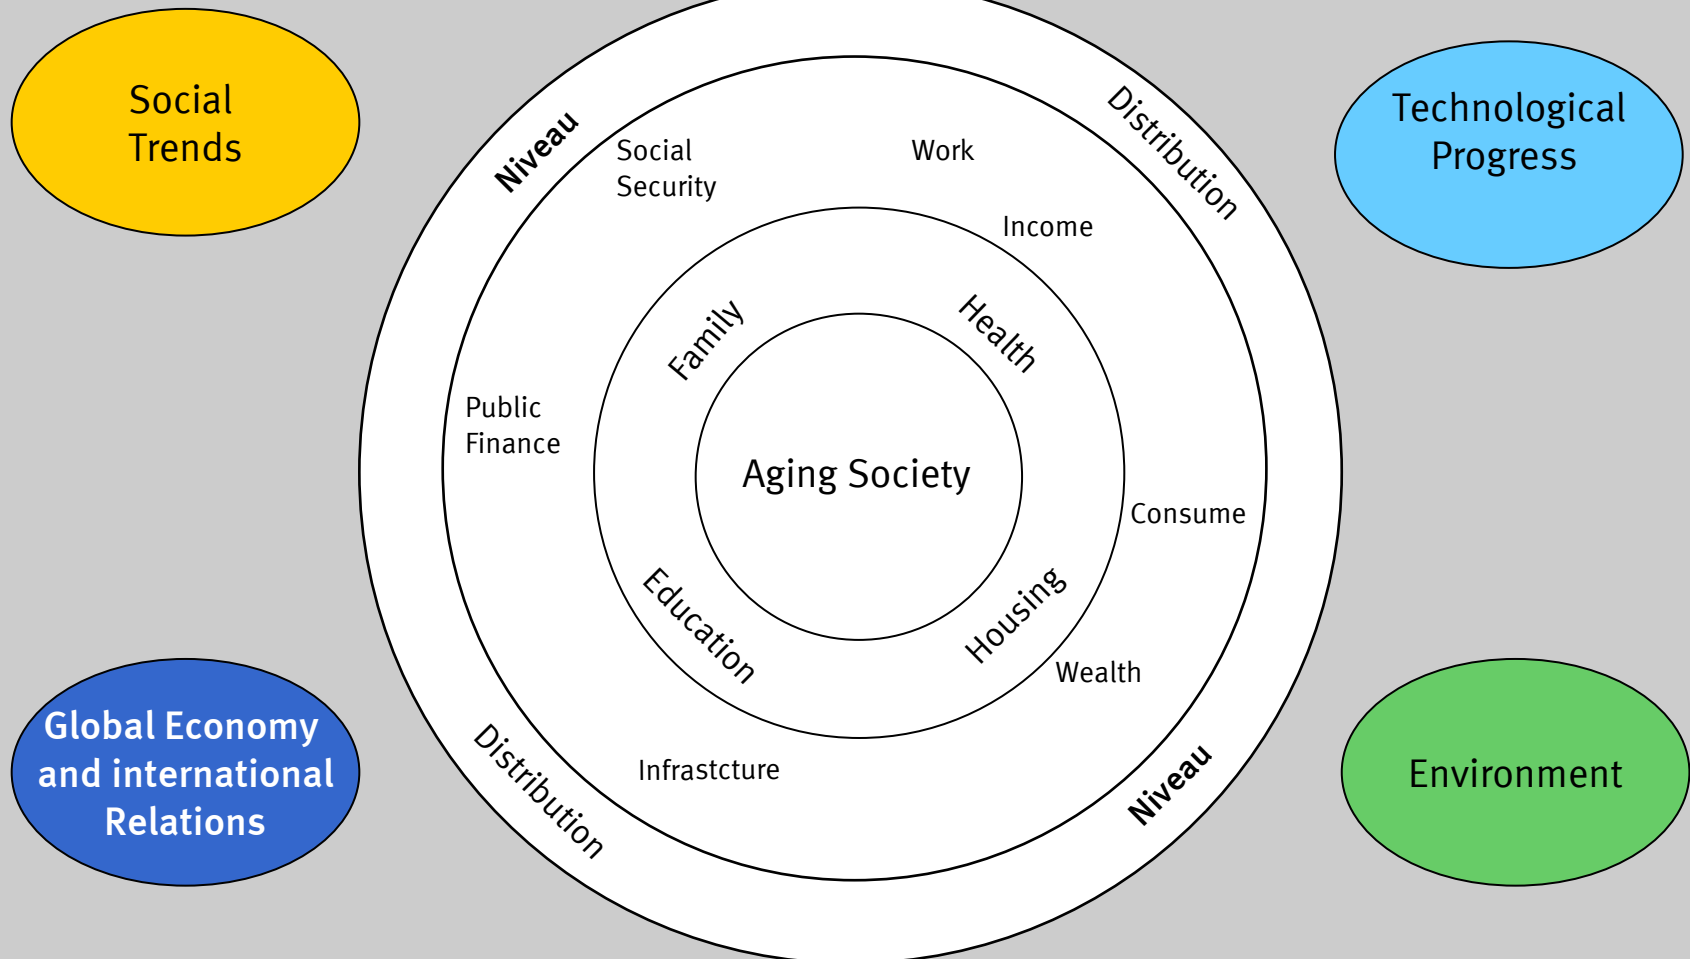 Social
Trends
Technological
Progress
Niveau
Distribution
Social
Security
Work
Income
Family
Health
Public
Finance
Aging Society
Consume
Education
Housing
Wealth
Global Economy
and international
Relations
Distribution
Infrastcture
Niveau
Environment